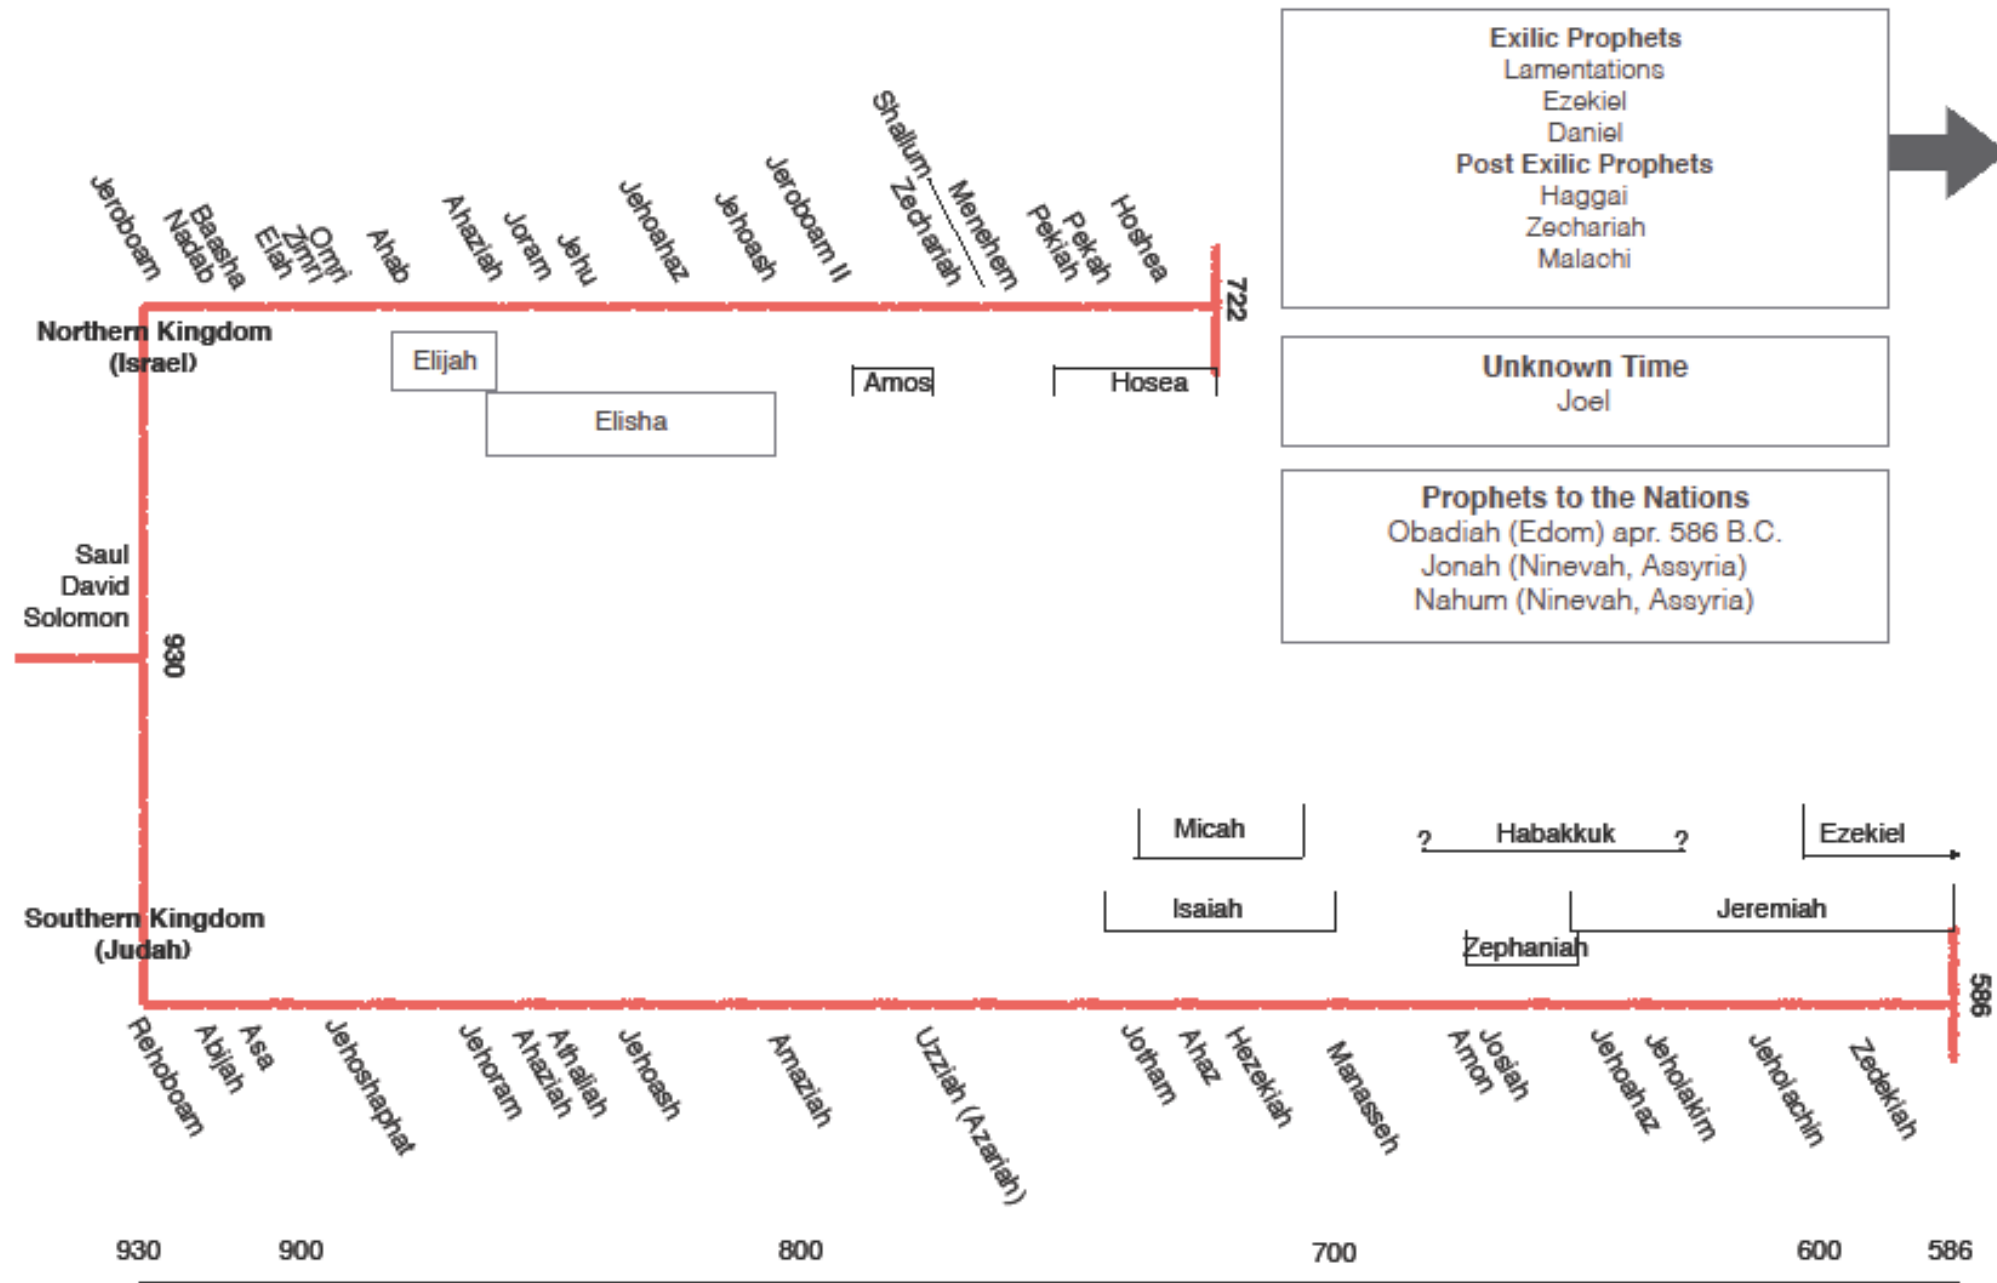 Exilic Prophets
Lamentations
Ezekiel
Daniel
Post Exilic Prophets
Haggai
Zechariah
Malachi
Unknown Time
Joel
Prophets to the Nations
Obadiah (Edom) apr. 586 B.C.
Jonah (Ninevah, Assyria)
Nahum (Ninevah, Assyria)
Jeroboam
Nadab
Baasha
Elah
Zimri
Omri
Ahab
Ahaziah
Joram
Jehu
Jehoahaz
Jehoash
Jeroboam II
Zechariah
Shallum
Menehem
Pekiah
Pekah
Hoshea
722
Northern Kingdom
(Israel)
Elijah
Elisha
Amos
Hosea
Saul
David
Solomon
930
Micah
? Habakkuk ?
Ezekiel
Isaiah
Jeremiah
Zephaniah
Southern Kingdom
(Judah)
586
Rehoboam
Abijah
Asa
Jehoshaphat
Jehoram
Ahaziah
Athaliah
Jehoash
Amaziah
Uzziah (Azariah)
Jotham
Ahaz
Hezekiah
Manasseh
Amon
Josiah
Jehoahaz
Jehoiakim
Jehoiachin
Zedekiah
930 900 800 700 600 586